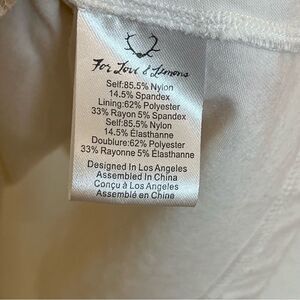 For Love & Lemons
Self:85.5% Nylon
14.5% Spandex
Lining:62% Polyester
33% Rayon 5% Spandex
Self:85.5% Nylon
14.5% Élasthanne
Doublure:62% Polyester
33% Rayonne 5% Élasthanne
Designed In Los Angeles
Assembled In China
Conçu à Los Angeles
Assemblé en Chine